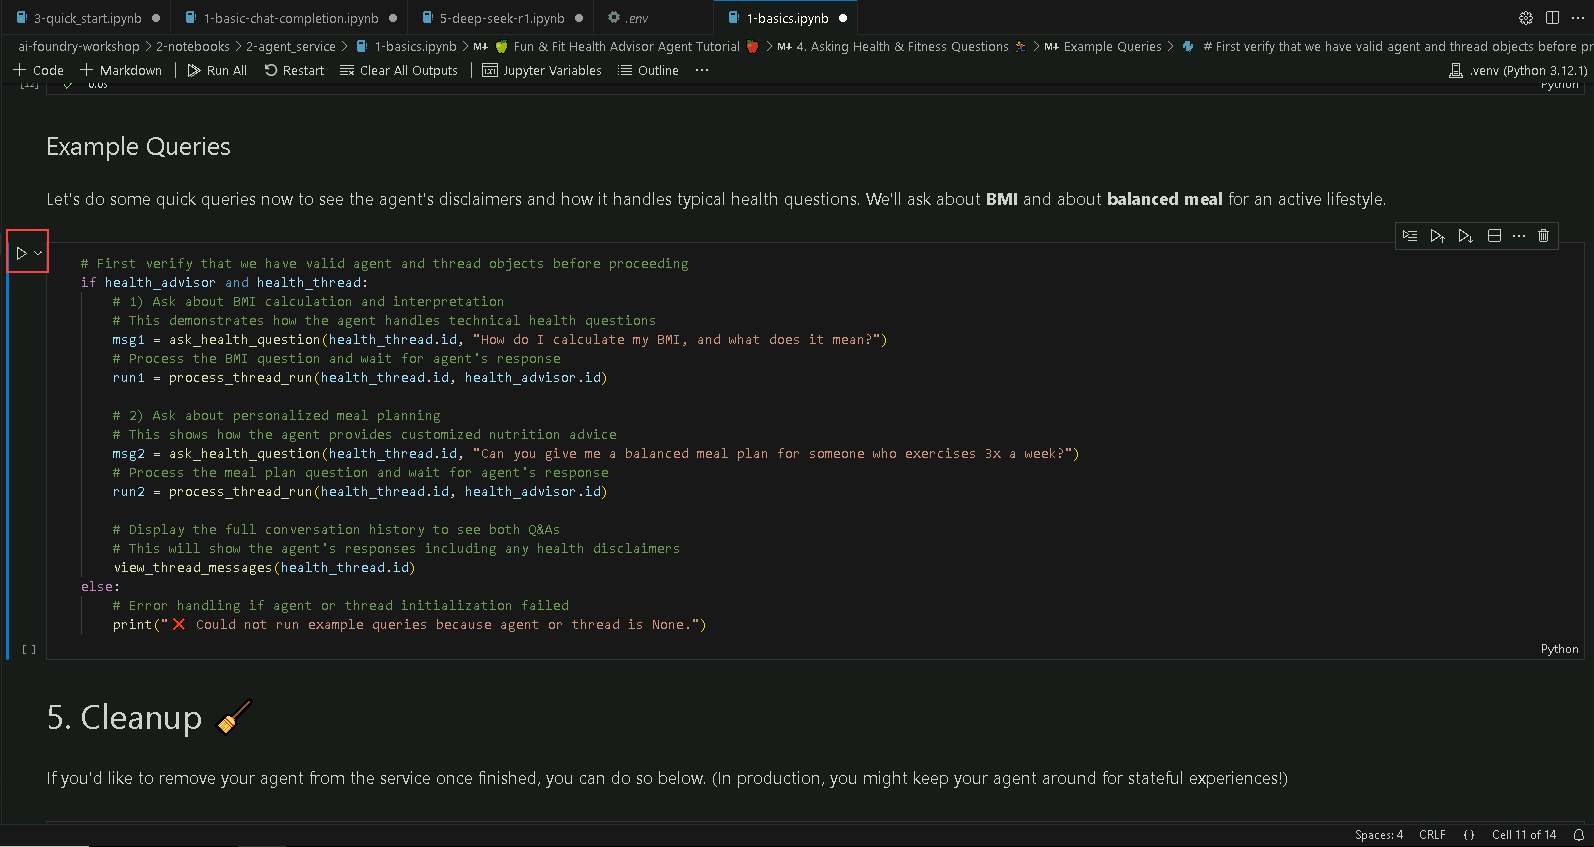 3-quick_start.ipynb 1-basic-chat-completion.ipynb 5-deep-seek-r1.ipynb .env 1-basics.ipynb
ai-foundry-workshop > 2-notebooks > 2-agent_service > 1-basics.ipynb > M↓ 🍏 Fun & Fit Health Advisor Agent Tutorial 🍎 > M↓ 4. Asking Health & Fitness Questions > M↓ Example Queries > # First verify that we have valid agent and thread objects before pr
+ Code + Markdown Run All Restart Clear All Outputs Jupyter Variables Outline ... .venv (Python 3.12.1)
[12] 0.0s Python
Example Queries
Let's do some quick queries now to see the agent's disclaimers and how it handles typical health questions. We'll ask about BMI and about balanced meal for an active lifestyle.
# First verify that we have valid agent and thread objects before proceeding
if health_advisor and health_thread:
# 1) Ask about BMI calculation and interpretation
# This demonstrates how the agent handles technical health questions
msg1 = ask_health_question(health_thread.id, "How do I calculate my BMI, and what does it mean?")
# Process the BMI question and wait for agent's response
run1 = process_thread_run(health_thread.id, health_advisor.id)
# 2) Ask about personalized meal planning
# This shows how the agent provides customized nutrition advice
msg2 = ask_health_question(health_thread.id, "Can you give me a balanced meal plan for someone who exercises 3x a week?")
# Process the meal plan question and wait for agent's response
run2 = process_thread_run(health_thread.id, health_advisor.id)
# Display the full conversation history to see both Q&As
# This will show the agent's responses including any health disclaimers
view_thread_messages(health_thread.id)
else:
# Error handling if agent or thread initialization failed
print("❌ Could not run example queries because agent or thread is None.")
[ ] Python
5. Cleanup 🧹
If you'd like to remove your agent from the service once finished, you can do so below. (In production, you might keep your agent around for stateful experiences!)
Spaces: 4 CRLF {} Cell 11 of 14